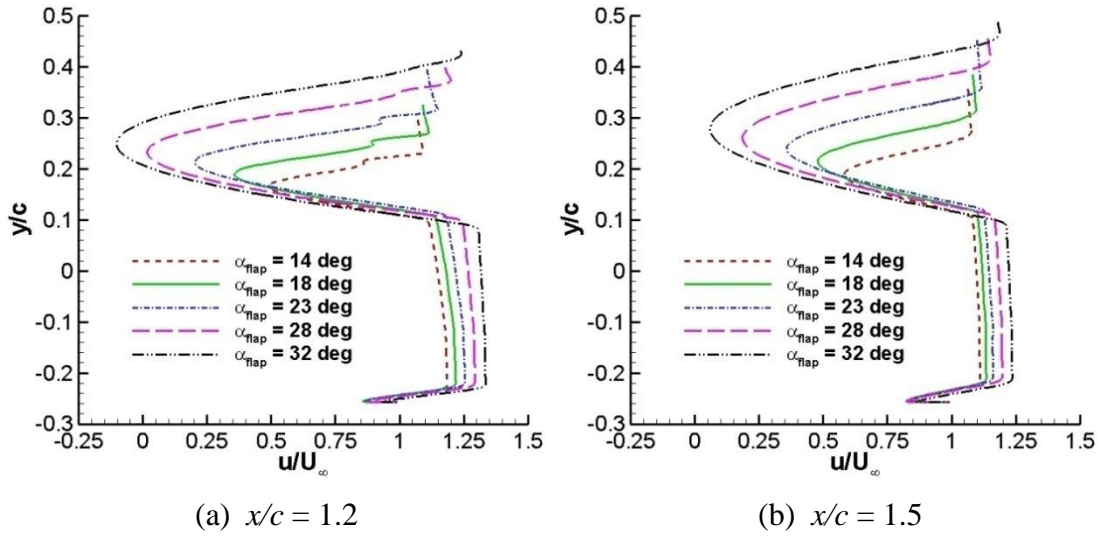 0.5
0.4
0.3
0.2
0.1
0
-0.1
-0.2
-0.3
y/c
-0.25 0 0.25 0.5 0.75 1 1.25 1.5
u/U∞
αflap = 14 deg
αflap = 18 deg
αflap = 23 deg
αflap = 28 deg
αflap = 32 deg
(a) x/c = 1.2
0.5
0.4
0.3
0.2
0.1
0
-0.1
-0.2
-0.3
y/c
-0.25 0 0.25 0.5 0.75 1 1.25 1.5
u/U∞
αflap = 14 deg
αflap = 18 deg
αflap = 23 deg
αflap = 28 deg
αflap = 32 deg
(b) x/c = 1.5